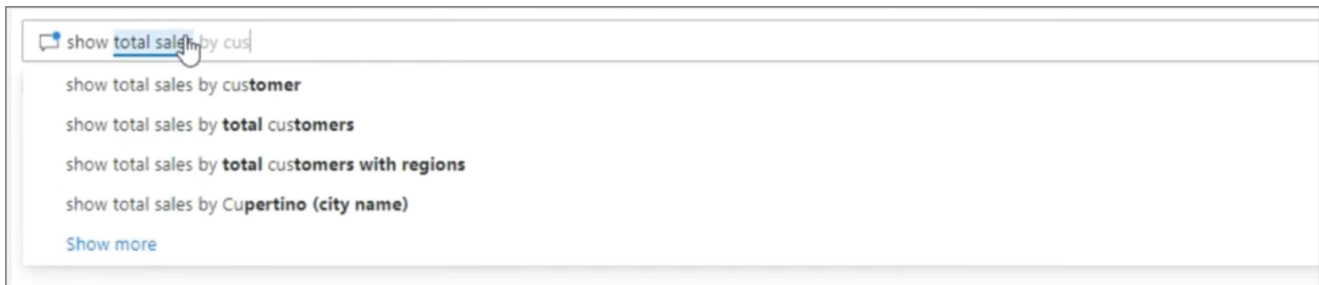 show total sales by cus
show total sales by customer
show total sales by total customers
show total sales by total customers with regions
show total sales by Cupertino (city name)
Show more